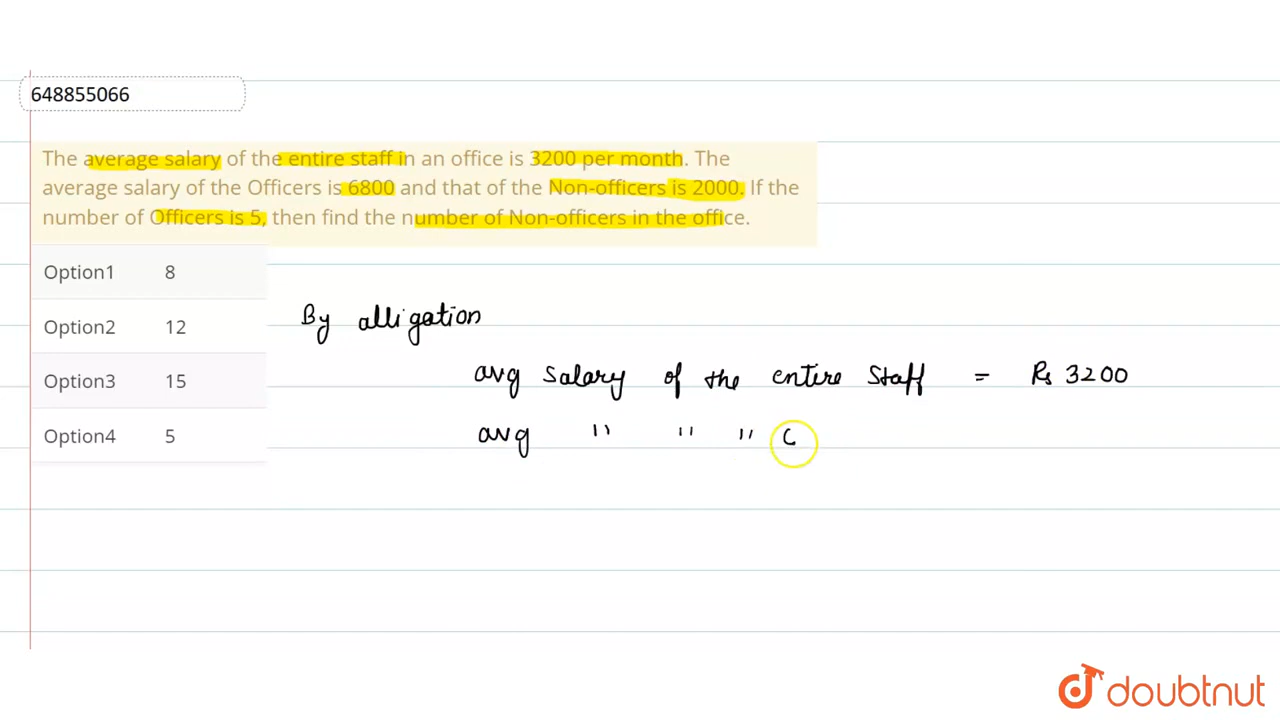 648855066
The average salary of the entire staff in an office is 3200 per month. The
average salary of the Officers is 6800 and that of the Non-officers is 2000. If the
number of Officers is 5, then find the number of Non-officers in the office.
Option1 8
Option2 12
Option3 15
Option4 5
By alligation
avg salary of the entire staff = Rs 3200
avg " " "
doubtnut